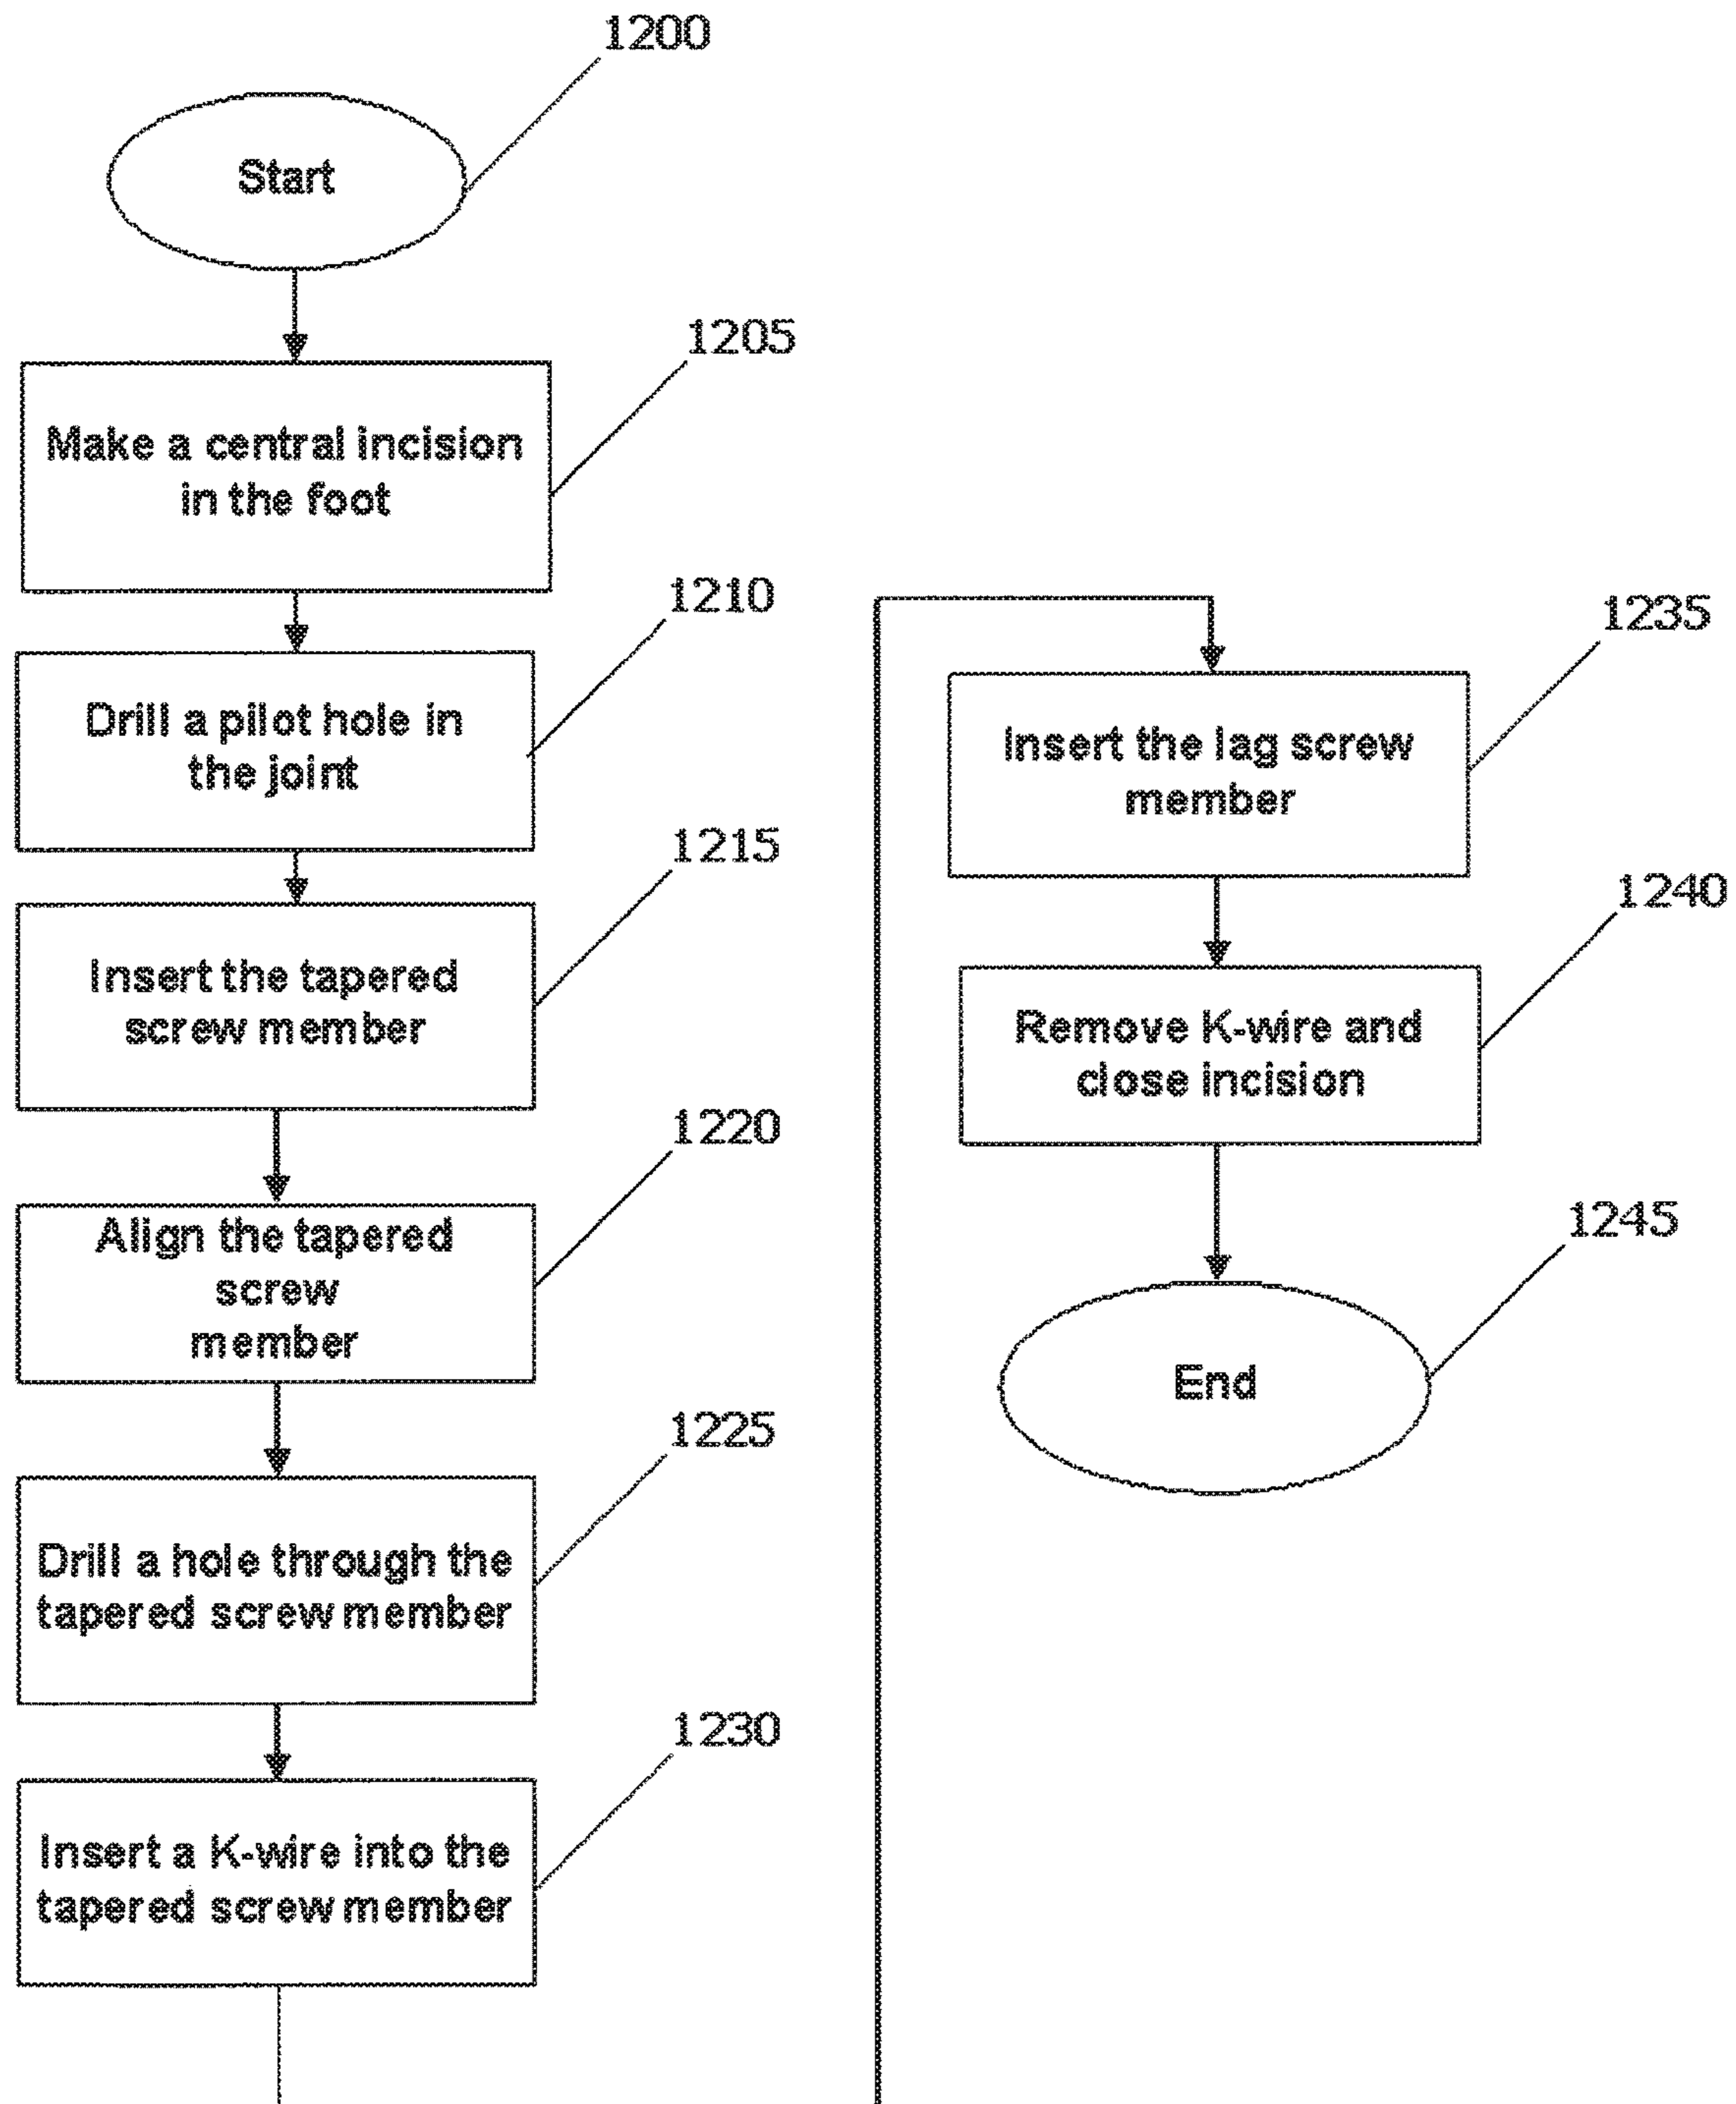 1200
Start
1205
Make a central incision
in the foot
1210
Drill a pilot hole in
the joint
1215
Insert the tapered
screw member
1220
Align the tapered
screw
member
1225
Drill a hole through the
tapered screw member
1230
Insert a K-wire into the
tapered screw member
1235
Insert the lag screw
member
1240
Remove K-wire and
close incision
1245
End